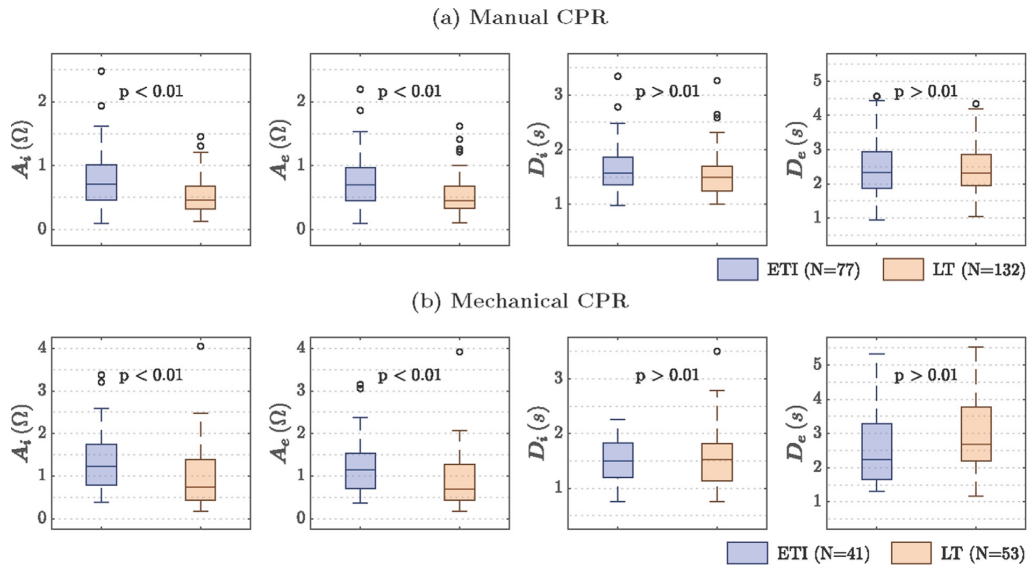 (a) Manual CPR
A_i (Ω)
2
1
0
p < 0.01
A_e (Ω)
2
1
0
p < 0.01
D_i (s)
3
2
1
p > 0.01
D_e (s)
5
4
3
2
1
p > 0.01
ETI (N=77) LT (N=132)
(b) Mechanical CPR
A_i (Ω)
4
3
2
1
0
p < 0.01
A_e (Ω)
4
3
2
1
0
p < 0.01
D_i (s)
3
2
1
p > 0.01
D_e (s)
5
4
3
2
1
p > 0.01
ETI (N=41) LT (N=53)